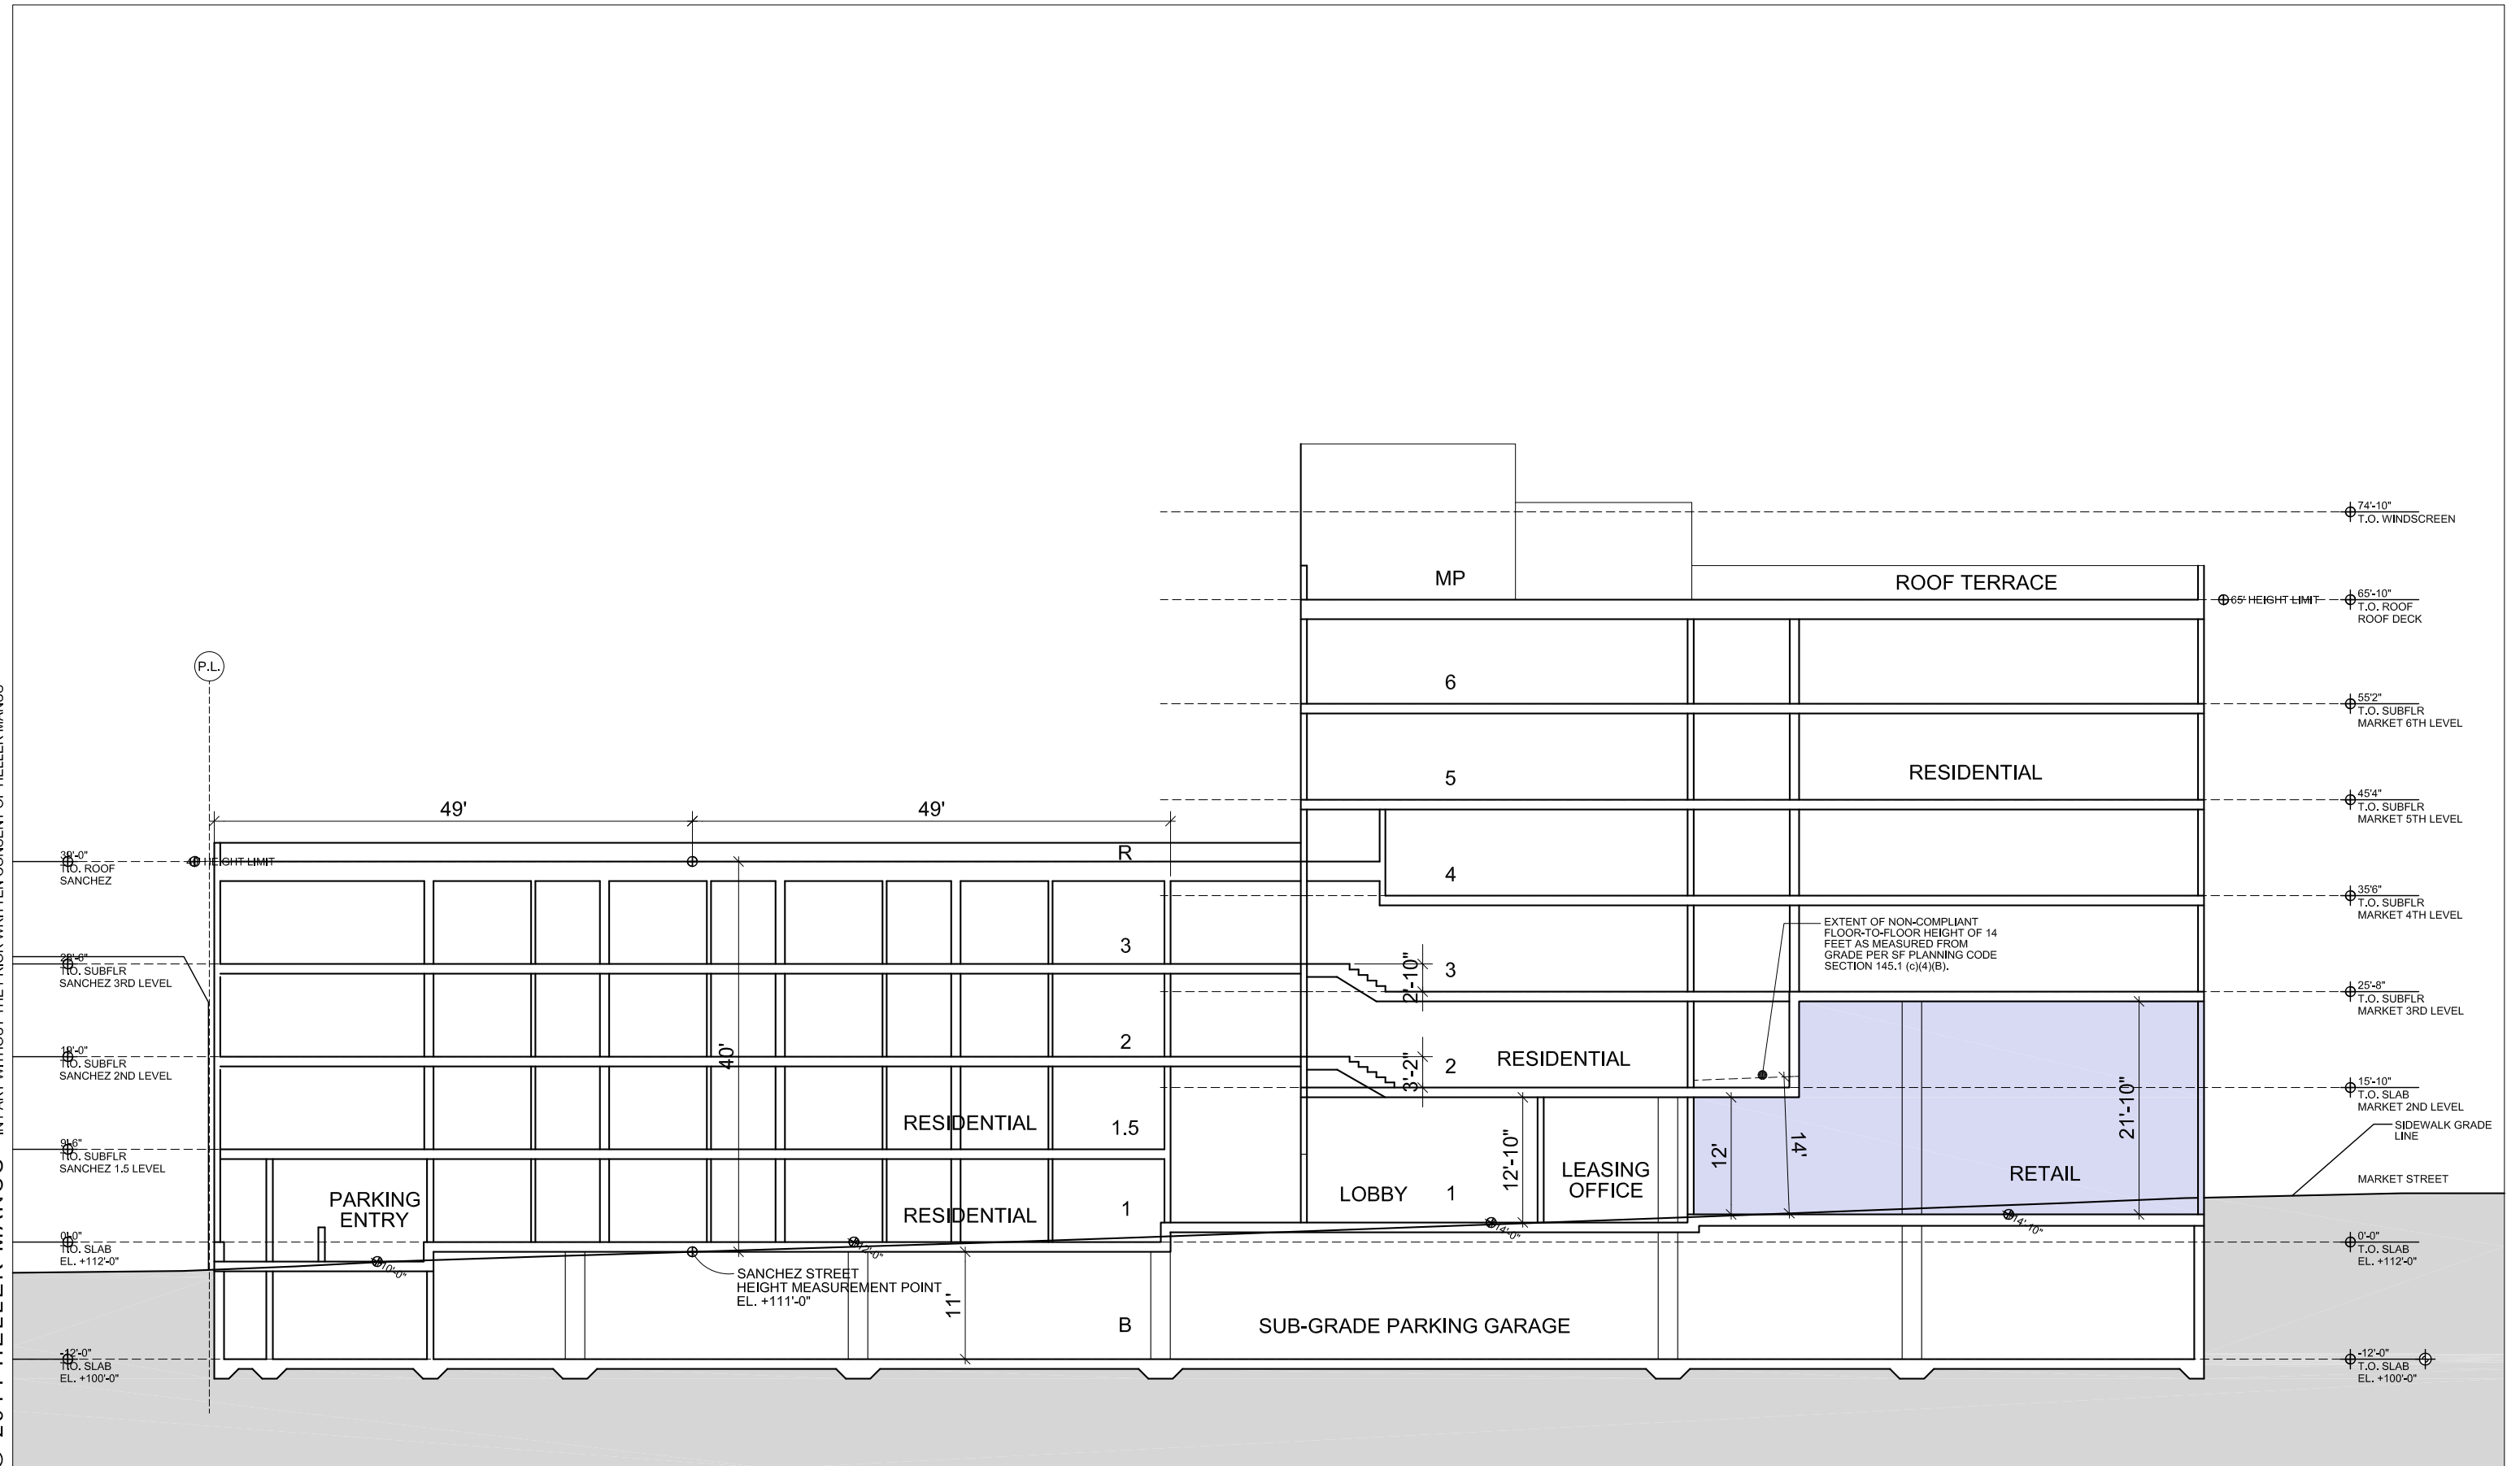 74'-10"
T.O. WINDSCREEN
MP
ROOF TERRACE
65' HEIGHT LIMIT
65'-10"
T.O. ROOF
ROOF DECK
P.L.
6
55'2"
T.O. SUBFLR
MARKET 6TH LEVEL
5
RESIDENTIAL
45'4"
T.O. SUBFLR
MARKET 5TH LEVEL
49'
49'
R
T.O. ROOF
SANCHEZ
HEIGHT LIMIT
4
35'6"
T.O. SUBFLR
MARKET 4TH LEVEL
EXTENT OF NON-COMPLIANT
FLOOR-TO-FLOOR HEIGHT OF 14
FEET AS MEASURED FROM
GRADE PER SF PLANNING CODE
SECTION 145.1 (c)(4)(B).
3
T.O. SUBFLR
SANCHEZ 3RD LEVEL
2'-10"
3
25'-8"
T.O. SUBFLR
MARKET 3RD LEVEL
40'
2
19'-0"
T.O. SUBFLR
SANCHEZ 2ND LEVEL
3'-2"
2
RESIDENTIAL
15'-10"
T.O. SLAB
MARKET 2ND LEVEL
RESIDENTIAL
1.5
9'-6"
T.O. SUBFLR
SANCHEZ 1.5 LEVEL
12'-10"
12'
14'
21'-10"
SIDEWALK GRADE
LINE
MARKET STREET
PARKING
ENTRY
RESIDENTIAL
1
LOBBY
1
LEASING
OFFICE
RETAIL
0'-0"
T.O. SLAB
EL. +112'-0"
0'-0"
T.O. SLAB
EL. +112'-0"
SANCHEZ STREET
HEIGHT MEASUREMENT POINT
EL. +111'-0"
11'
B
SUB-GRADE PARKING GARAGE
-12'-0"
T.O. SLAB
EL. +100'-0"
-12'-0"
T.O. SLAB
EL. +100'-0"